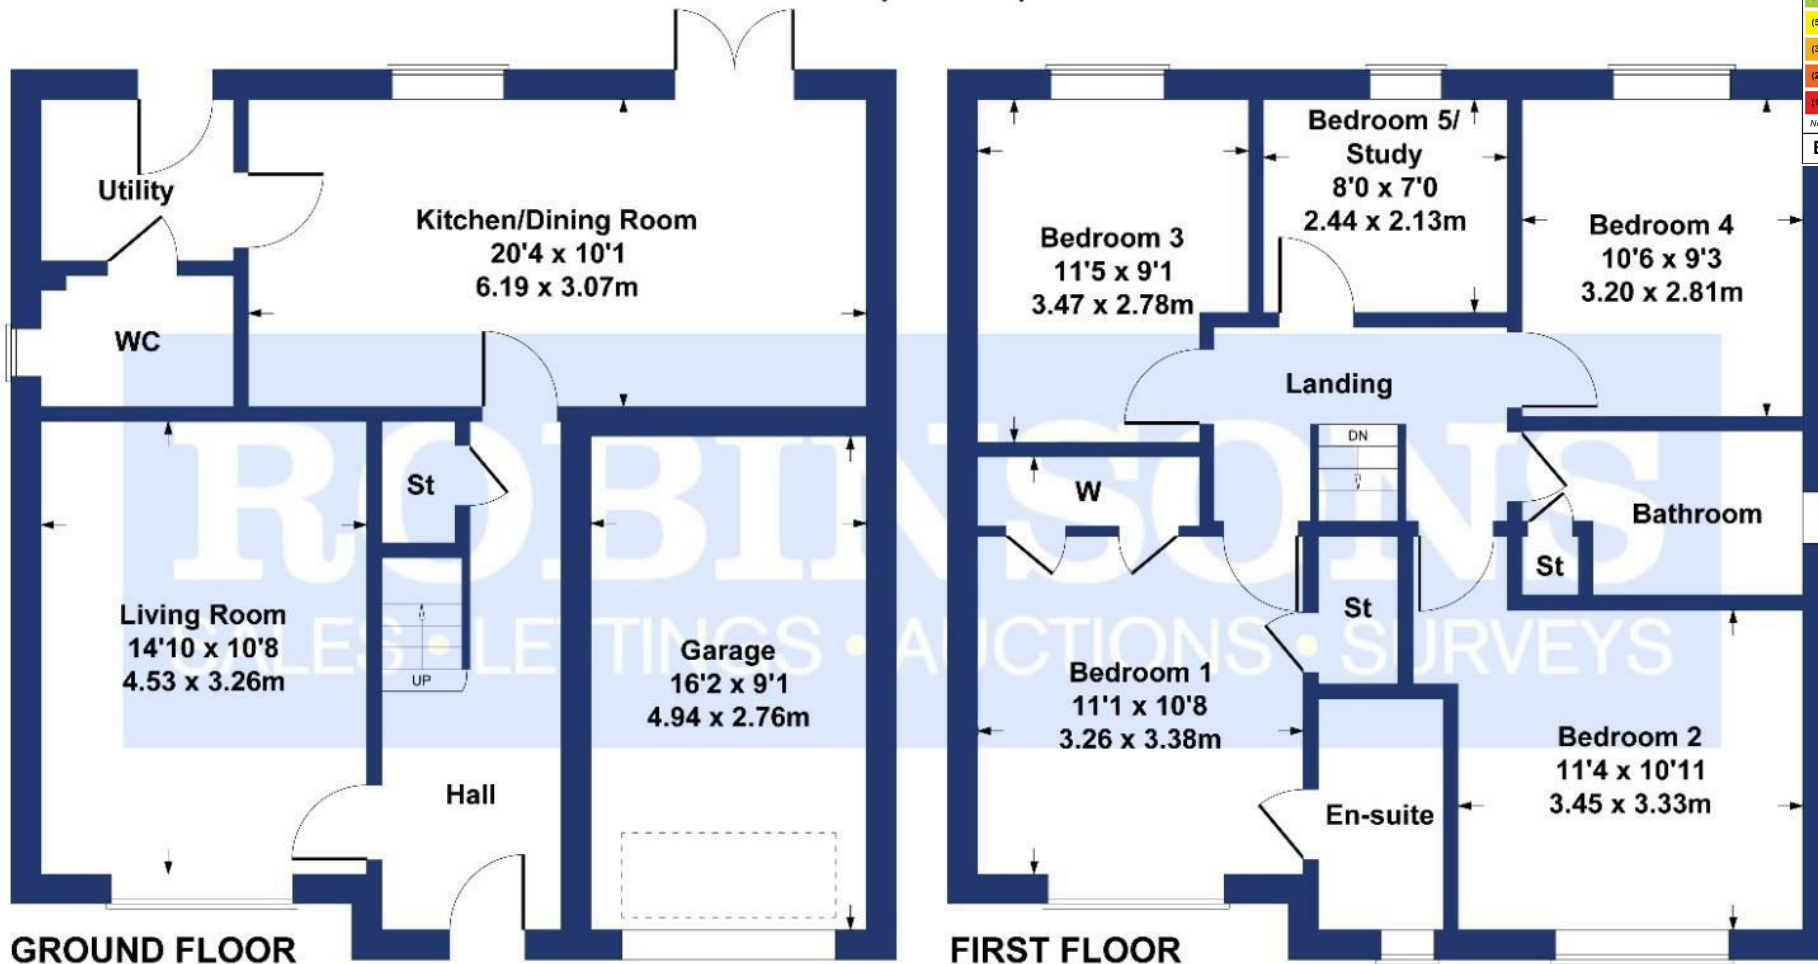 Utility
Kitchen/Dining Room
20'4 x 10'1
6.19 x 3.07m
WC
St
Living Room
14'10 x 10'8
4.53 x 3.26m
UP
Hall
Garage
16'2 x 9'1
4.94 x 2.76m
GROUND FLOOR
Bedroom 3
11'5 x 9'1
3.47 x 2.78m
Bedroom 5/
Study
8'0 x 7'0
2.44 x 2.13m
Bedroom 4
10'6 x 9'3
3.20 x 2.81m
Landing
DN
W
Bathroom
St
St
Bedroom 1
11'1 x 10'8
3.26 x 3.38m
En-suite
Bedroom 2
11'4 x 10'11
3.45 x 3.33m
FIRST FLOOR
ROBINSONS
SALES • LETTINGS • AUCTIONS • SURVEYS